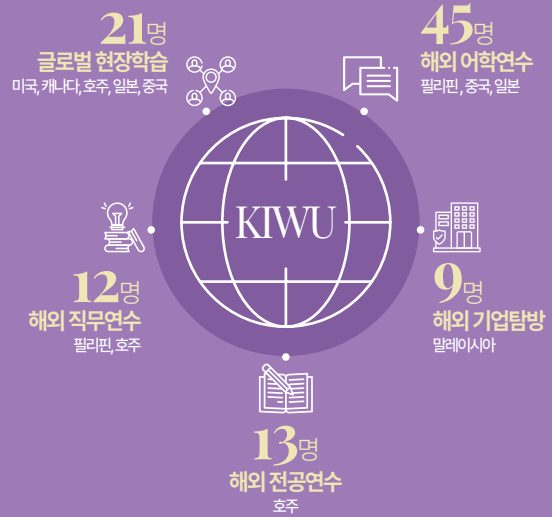 21명
글로벌 현장학습
미국, 캐나다, 호주, 일본, 중국
45명
해외 어학연수
필리핀, 중국, 일본
KIWU
12명
해외 직무연수
필리핀, 호주
9명
해외 기업탐방
말레이시아
13명
해외 전공연수
호주